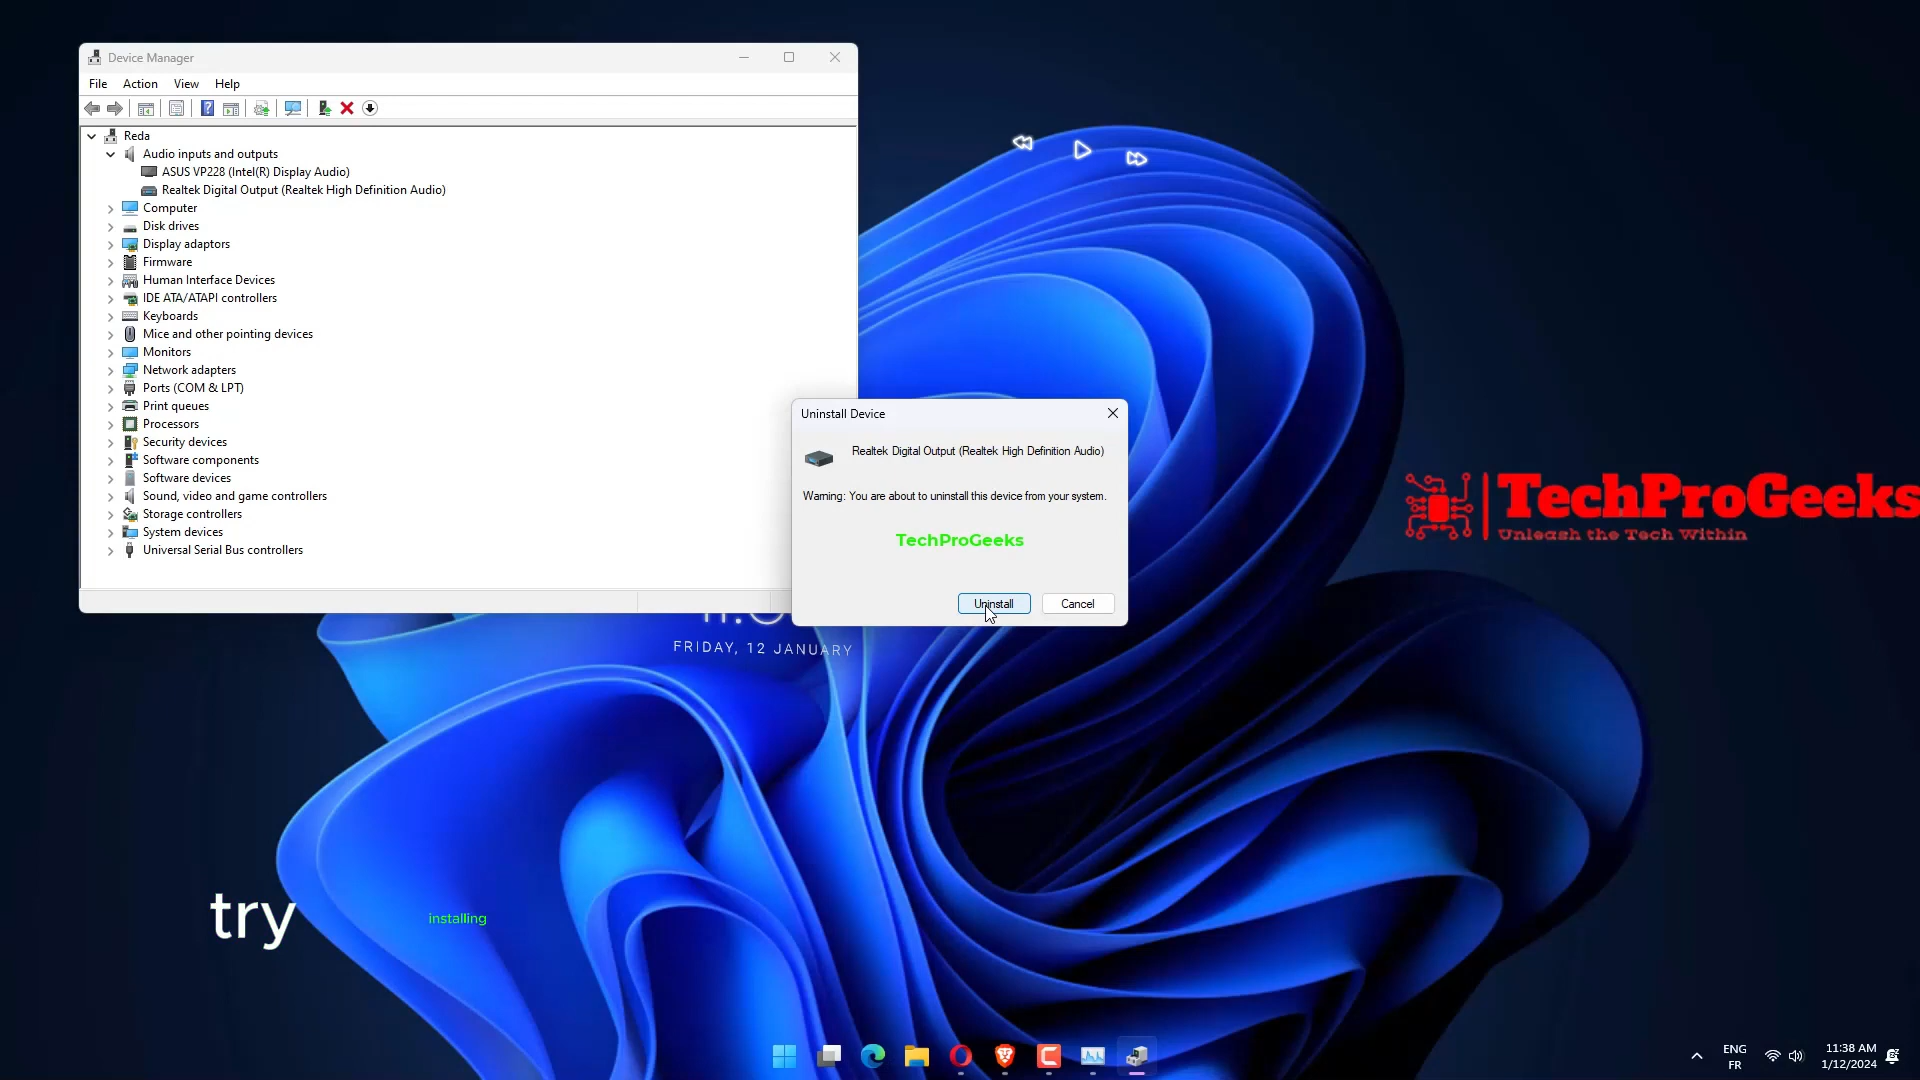 Device Manager
File Action View Help
Reda
Audio inputs and outputs
ASUS VP228 (Intel(R) Display Audio)
Realtek Digital Output (Realtek High Definition Audio)
Computer
Disk drives
Display adaptors
Firmware
Human Interface Devices
IDE ATA/ATAPI controllers
Keyboards
Mice and other pointing devices
Monitors
Network adapters
Ports (COM & LPT)
Print queues
Processors
Security devices
Software components
Software devices
Sound, video and game controllers
Storage controllers
System devices
Universal Serial Bus controllers
Uninstall Device
Realtek Digital Output (Realtek High Definition Audio)
Warning: You are about to uninstall this device from your system.
TechProGeeks
Uninstall Cancel
TechProGeeks
Unleash the Tech Within
FRIDAY, 12 JANUARY
try installing
ENG
FR
11:38 AM
1/12/2024